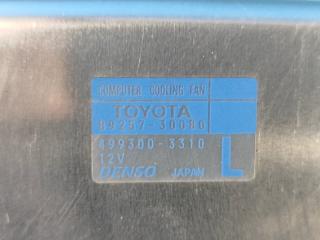 COMPUTER, COOLING FAN
TOYOTA
89257-30080
499300-3310
12V
DENSO JAPAN
L